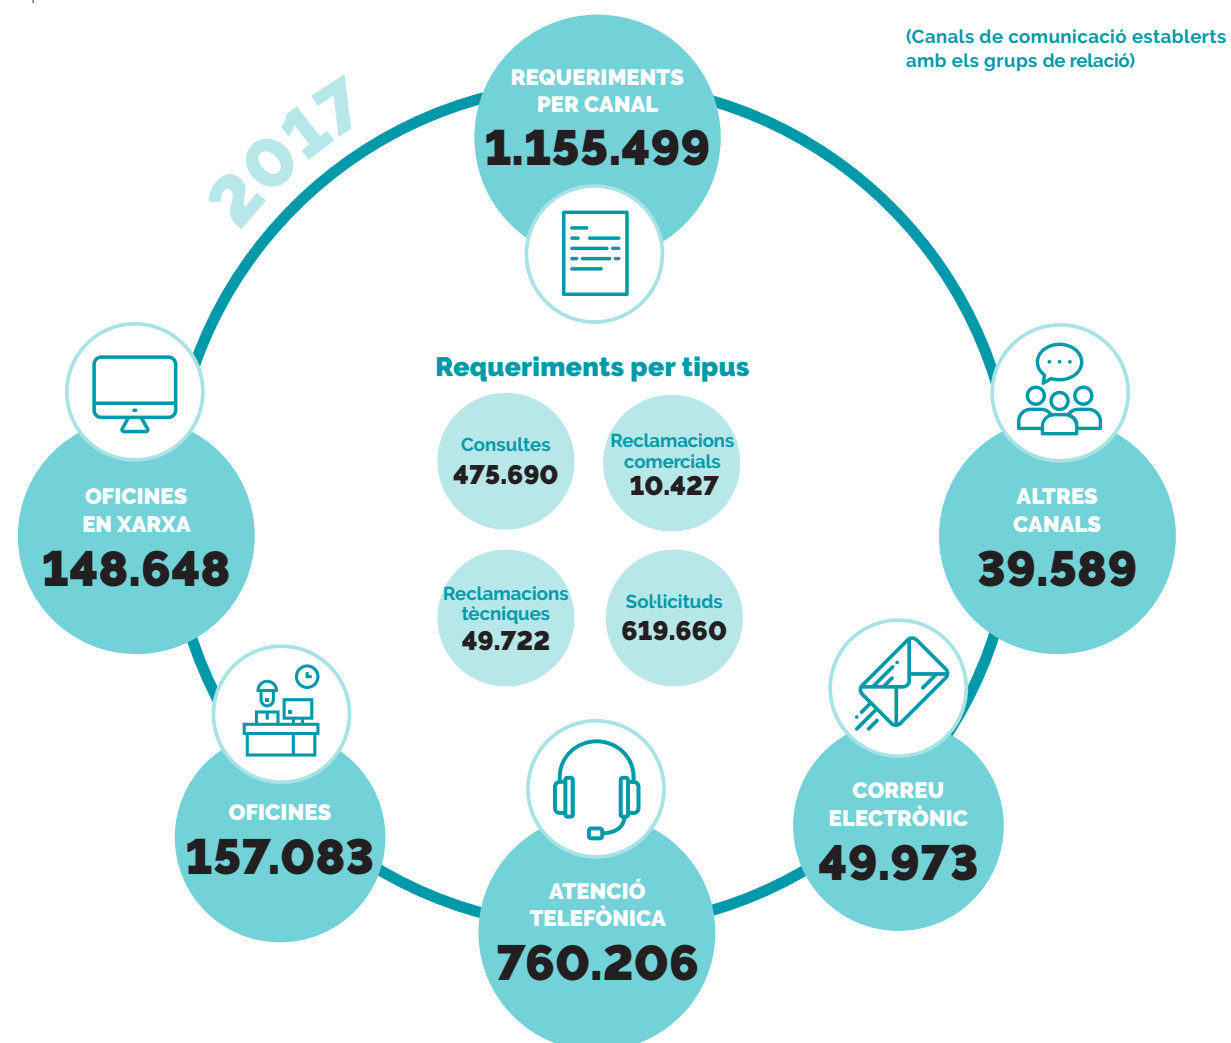 (Canals de comunicació establerts
amb els grups de relació)
2017
REQUERIMENTS
PER CANAL
1.155.499
Requeriments per tipus
Consultes
475.690
Reclamacions
comercials
10.427
Reclamacions
tècniques
49.722
Sol·licituds
619.660
OFICINES
EN XARXA
148.648
ALTRES
CANALS
39.589
OFICINES
157.083
CORREU
ELECTRÒNIC
49.973
ATENCIÓ
TELEFÒNICA
760.206